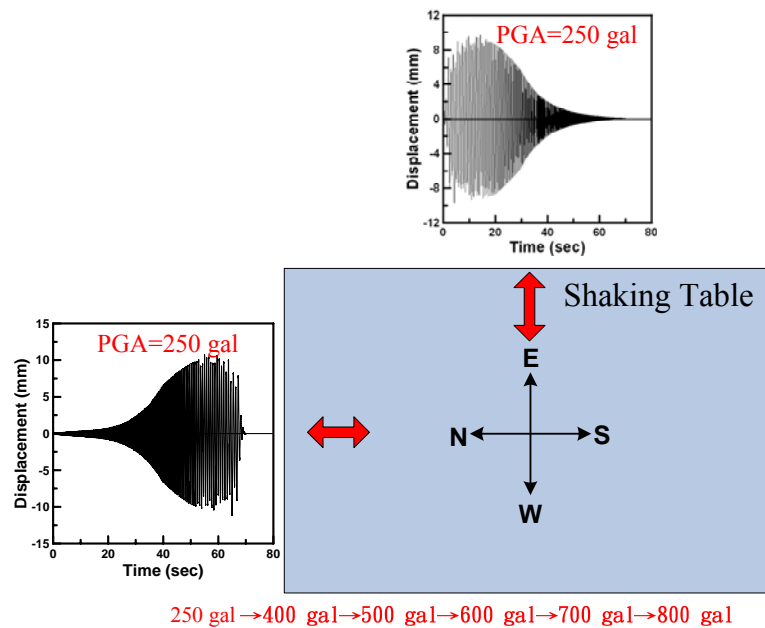 12
8
4
0
-4
-8
-12
Displacement (mm)
PGA=250 gal
0 20 40 60 80
Time (sec)
Shaking Table
15
10
5
0
-5
-10
-15
Displacement (mm)
PGA=250 gal
0 20 40 60 80
Time (sec)
E
N S
W
250 gal→400 gal→500 gal→600 gal→700 gal→800 gal